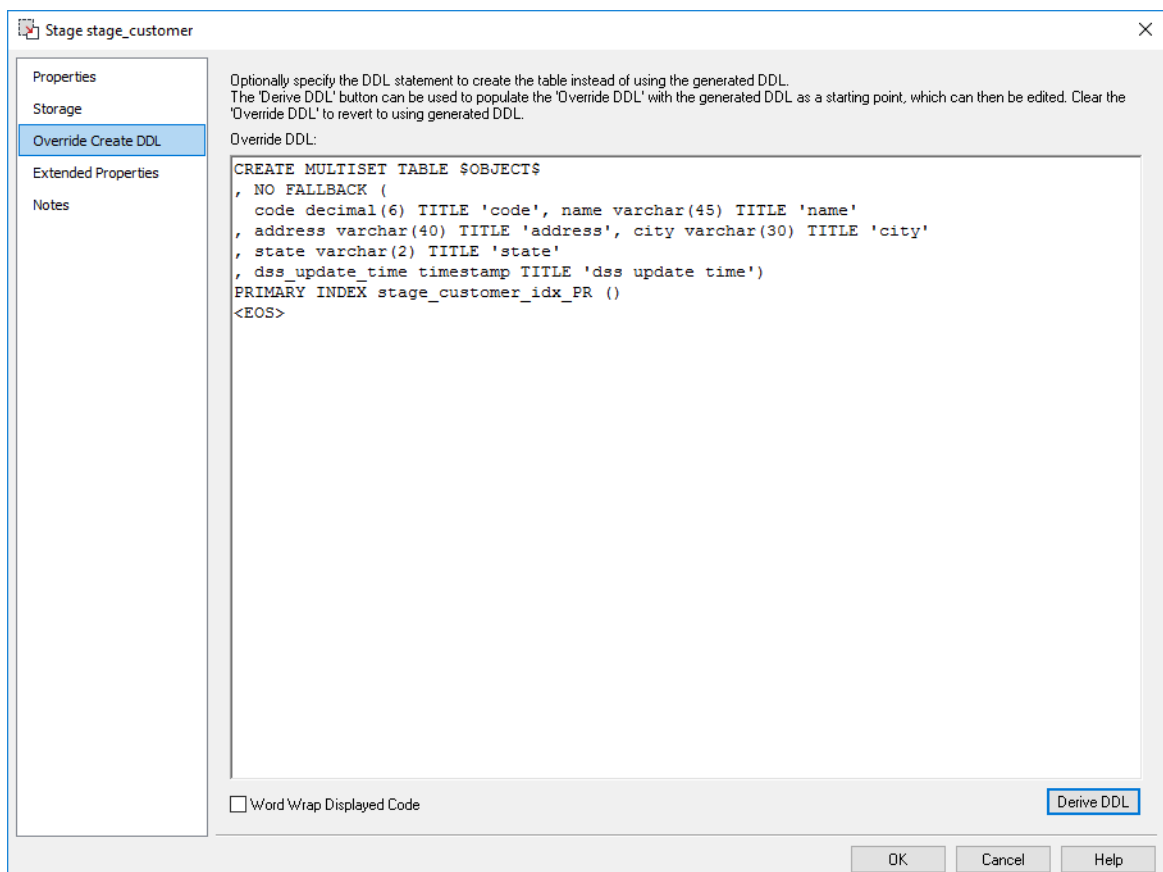 Stage stage_customer
Properties
Storage
Override Create DDL
Extended Properties
Notes
Optionally specify the DDL statement to create the table instead of using the generated DDL.
The 'Derive DDL' button can be used to populate the 'Override DDL' with the generated DDL as a starting point, which can then be edited. Clear the
'Override DDL' to revert to using generated DDL.
Override DDL:
CREATE MULTISET TABLE $OBJECT$
, NO FALLBACK (
  code decimal(6) TITLE 'code', name varchar(45) TITLE 'name'
, address varchar(40) TITLE 'address', city varchar(30) TITLE 'city'
, state varchar(2) TITLE 'state'
, dss_update_time timestamp TITLE 'dss update time')
PRIMARY INDEX stage_customer_idx_PR ()
<EOS>
Word Wrap Displayed Code
Derive DDL
OK
Cancel
Help